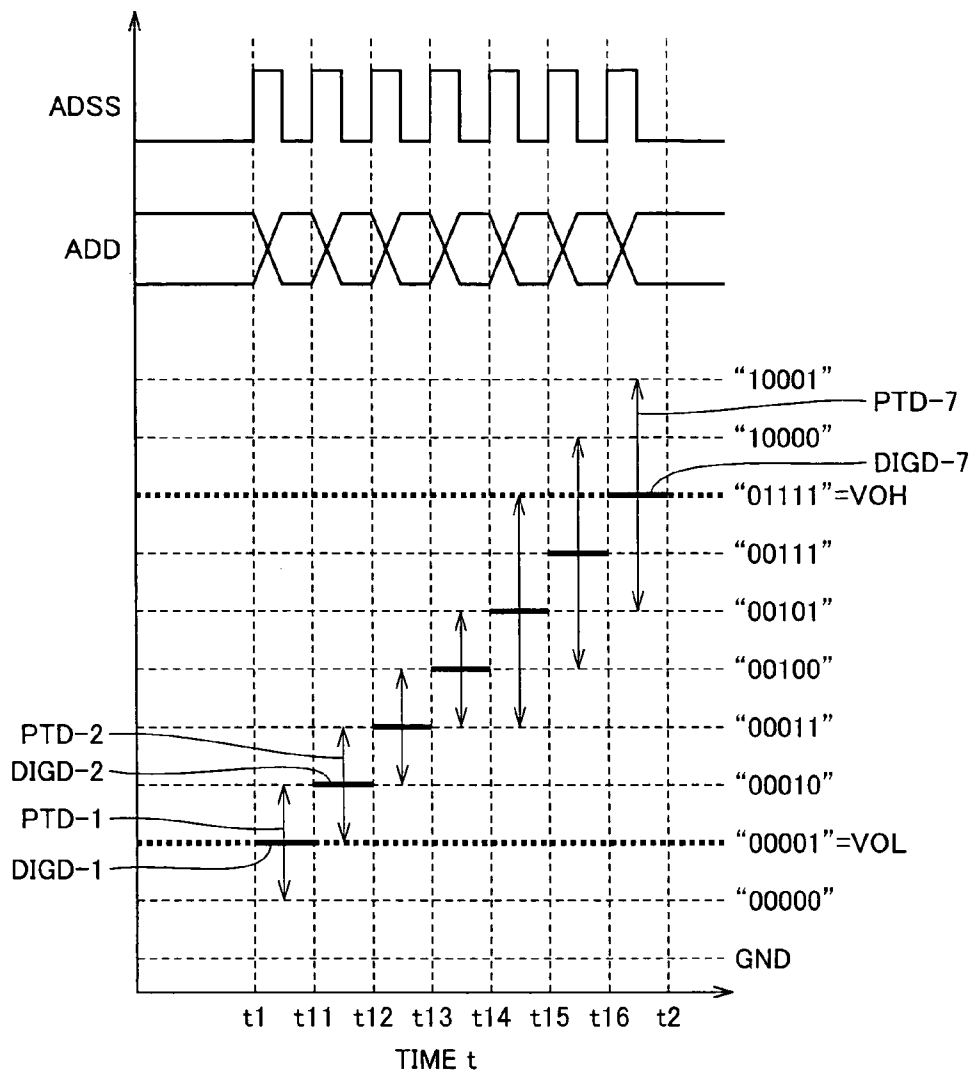 ADSS
ADD
“10001”
PTD-7
“10000”
DIGD-7
“01111”=VOH
“00111”
“00101”
“00100”
PTD-2
“00011”
DIGD-2
“00010”
PTD-1
“00001”=VOL
DIGD-1
“00000”
GND
t1 t11 t12 t13 t14 t15 t16 t2
TIME t